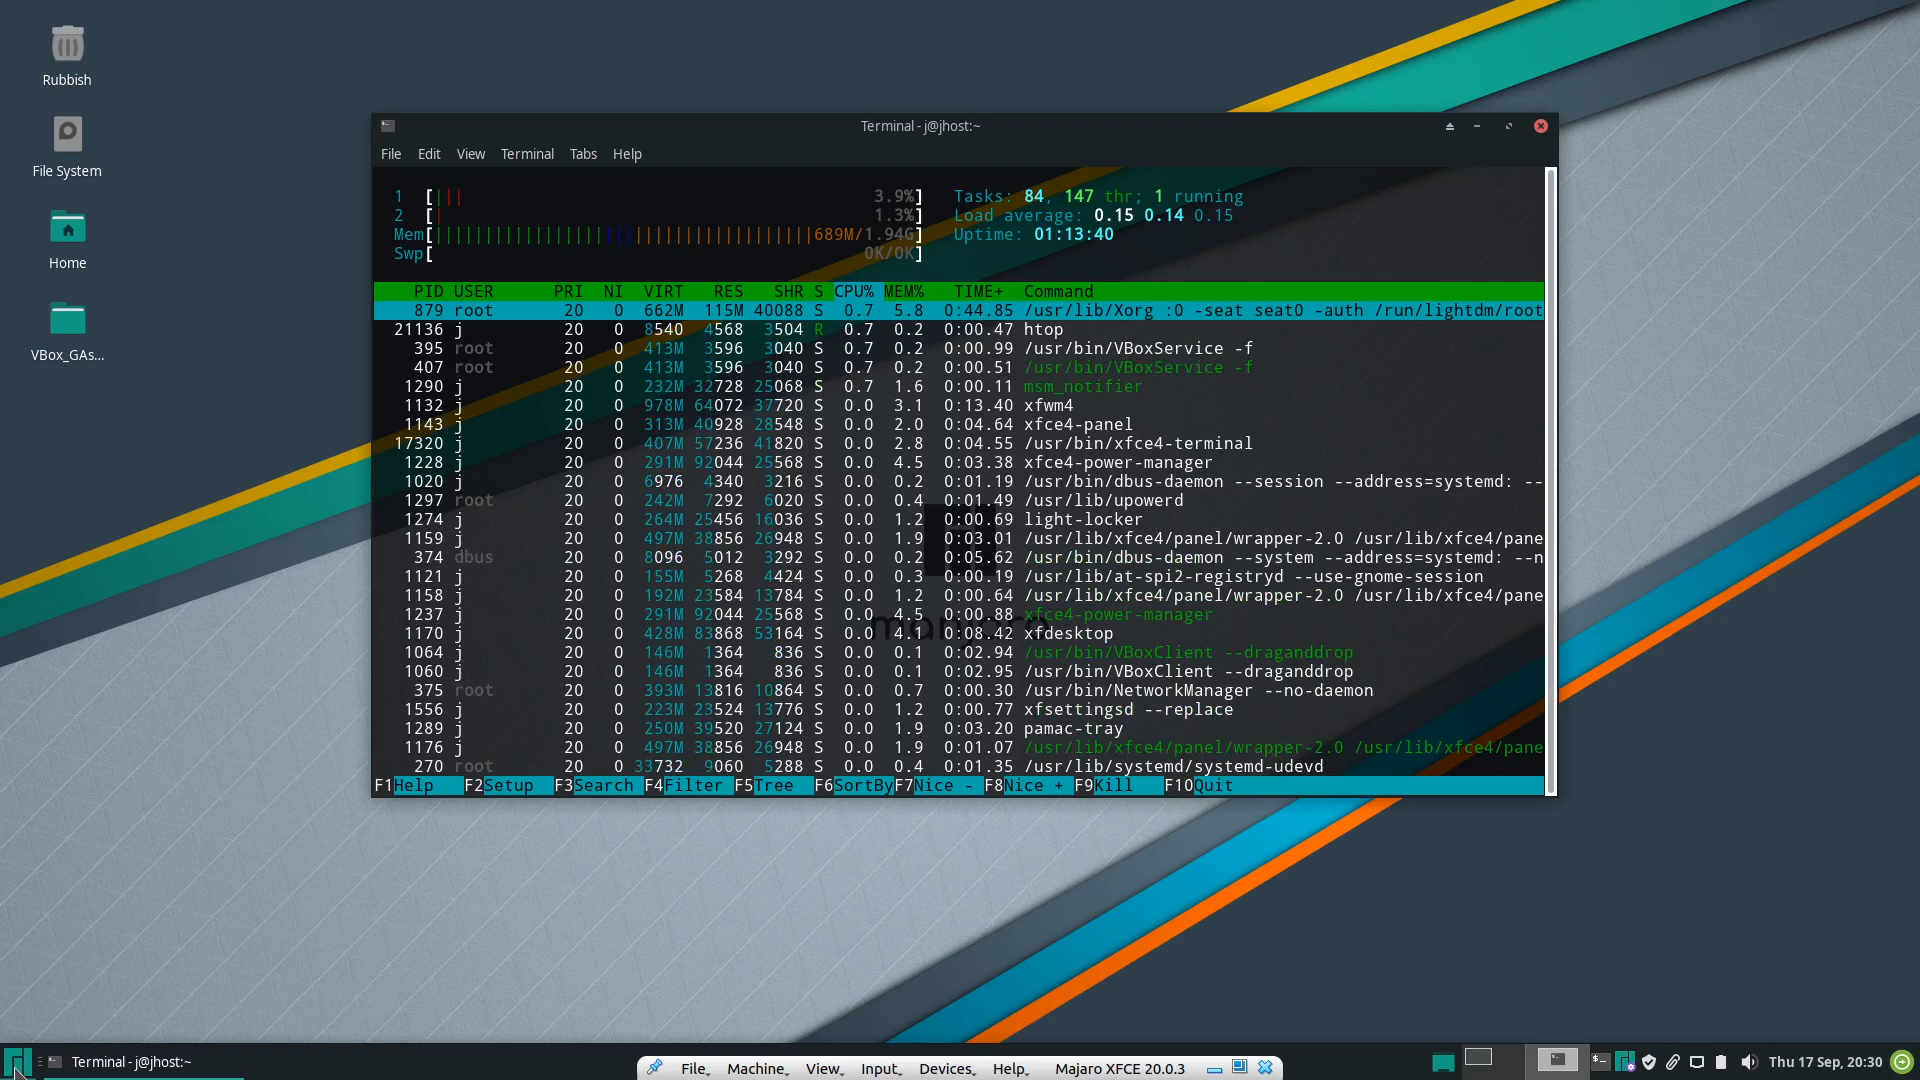 Rubbish
File System
Home
VBox_GAs...
Terminal - j@jhost:~
File Edit View Terminal Tabs Help
1 [||| 3.9%] Tasks: 84, 147 thr; 1 running
2 [| 1.3%] Load average: 0.15 0.14 0.15
Mem[||||||||||||||||||||||||||||||||||||||689M/1.94G] Uptime: 01:13:40
Swp[ 0K/0K]
PID USER PRI NI VIRT RES SHR S CPU% MEM% TIME+ Command
879 root 20 0 662M 115M 40088 S 0.7 5.8 0:44.85 /usr/lib/Xorg :0 -seat seat0 -auth /run/lightdm/root
21136 j 20 0 8540 4568 3504 R 0.7 0.2 0:00.47 htop
395 root 20 0 413M 3596 3040 S 0.7 0.2 0:00.99 /usr/bin/VBoxService -f
407 root 20 0 413M 3596 3040 S 0.7 0.2 0:00.51 /usr/bin/VBoxService -f
1290 j 20 0 232M 32728 25068 S 0.7 1.6 0:00.11 msm_notifier
1132 j 20 0 978M 64072 37720 S 0.0 3.1 0:13.40 xfwm4
1143 j 20 0 313M 40928 28548 S 0.0 2.0 0:04.64 xfce4-panel
17320 j 20 0 407M 57236 41820 S 0.0 2.8 0:04.55 /usr/bin/xfce4-terminal
1228 j 20 0 291M 92044 25568 S 0.0 4.5 0:03.38 xfce4-power-manager
1020 j 20 0 6976 4340 3216 S 0.0 0.2 0:01.19 /usr/bin/dbus-daemon --session --address=systemd: --
1297 root 20 0 242M 7292 6020 S 0.0 0.4 0:01.49 /usr/lib/upowerd
1274 j 20 0 264M 25456 16036 S 0.0 1.2 0:00.69 light-locker
1159 j 20 0 497M 38856 26948 S 0.0 1.9 0:03.01 /usr/lib/xfce4/panel/wrapper-2.0 /usr/lib/xfce4/pane
374 dbus 20 0 8096 5012 3292 S 0.0 0.2 0:05.62 /usr/bin/dbus-daemon --system --address=systemd: --n
1121 j 20 0 155M 5268 4424 S 0.0 0.3 0:00.19 /usr/lib/at-spi2-registryd --use-gnome-session
1158 j 20 0 192M 23584 13784 S 0.0 1.2 0:00.64 /usr/lib/xfce4/panel/wrapper-2.0 /usr/lib/xfce4/pane
1237 j 20 0 291M 92044 25568 S 0.0 4.5 0:00.88 xfce4-power-manager
1170 j 20 0 428M 83868 53164 S 0.0 4.1 0:08.42 xfdesktop
1064 j 20 0 146M 1364 836 S 0.0 0.1 0:02.94 /usr/bin/VBoxClient --draganddrop
1060 j 20 0 146M 1364 836 S 0.0 0.1 0:02.95 /usr/bin/VBoxClient --draganddrop
375 root 20 0 393M 13816 10864 S 0.0 0.7 0:00.30 /usr/bin/NetworkManager --no-daemon
1556 j 20 0 223M 23524 13776 S 0.0 1.2 0:00.77 xfsettingsd --replace
1289 j 20 0 250M 39520 27124 S 0.0 1.9 0:03.20 pamac-tray
1176 j 20 0 497M 38856 26948 S 0.0 1.9 0:01.07 /usr/lib/xfce4/panel/wrapper-2.0 /usr/lib/xfce4/pane
270 root 20 0 33732 9060 5288 S 0.0 0.4 0:01.35 /usr/lib/systemd/systemd-udevd
F1Help F2Setup F3Search F4Filter F5Tree F6SortByF7Nice - F8Nice + F9Kill F10Quit
manjaro
Terminal - j@jhost:~
File Machine View Input Devices Help Majaro XFCE 20.0.3
Thu 17 Sep, 20:30